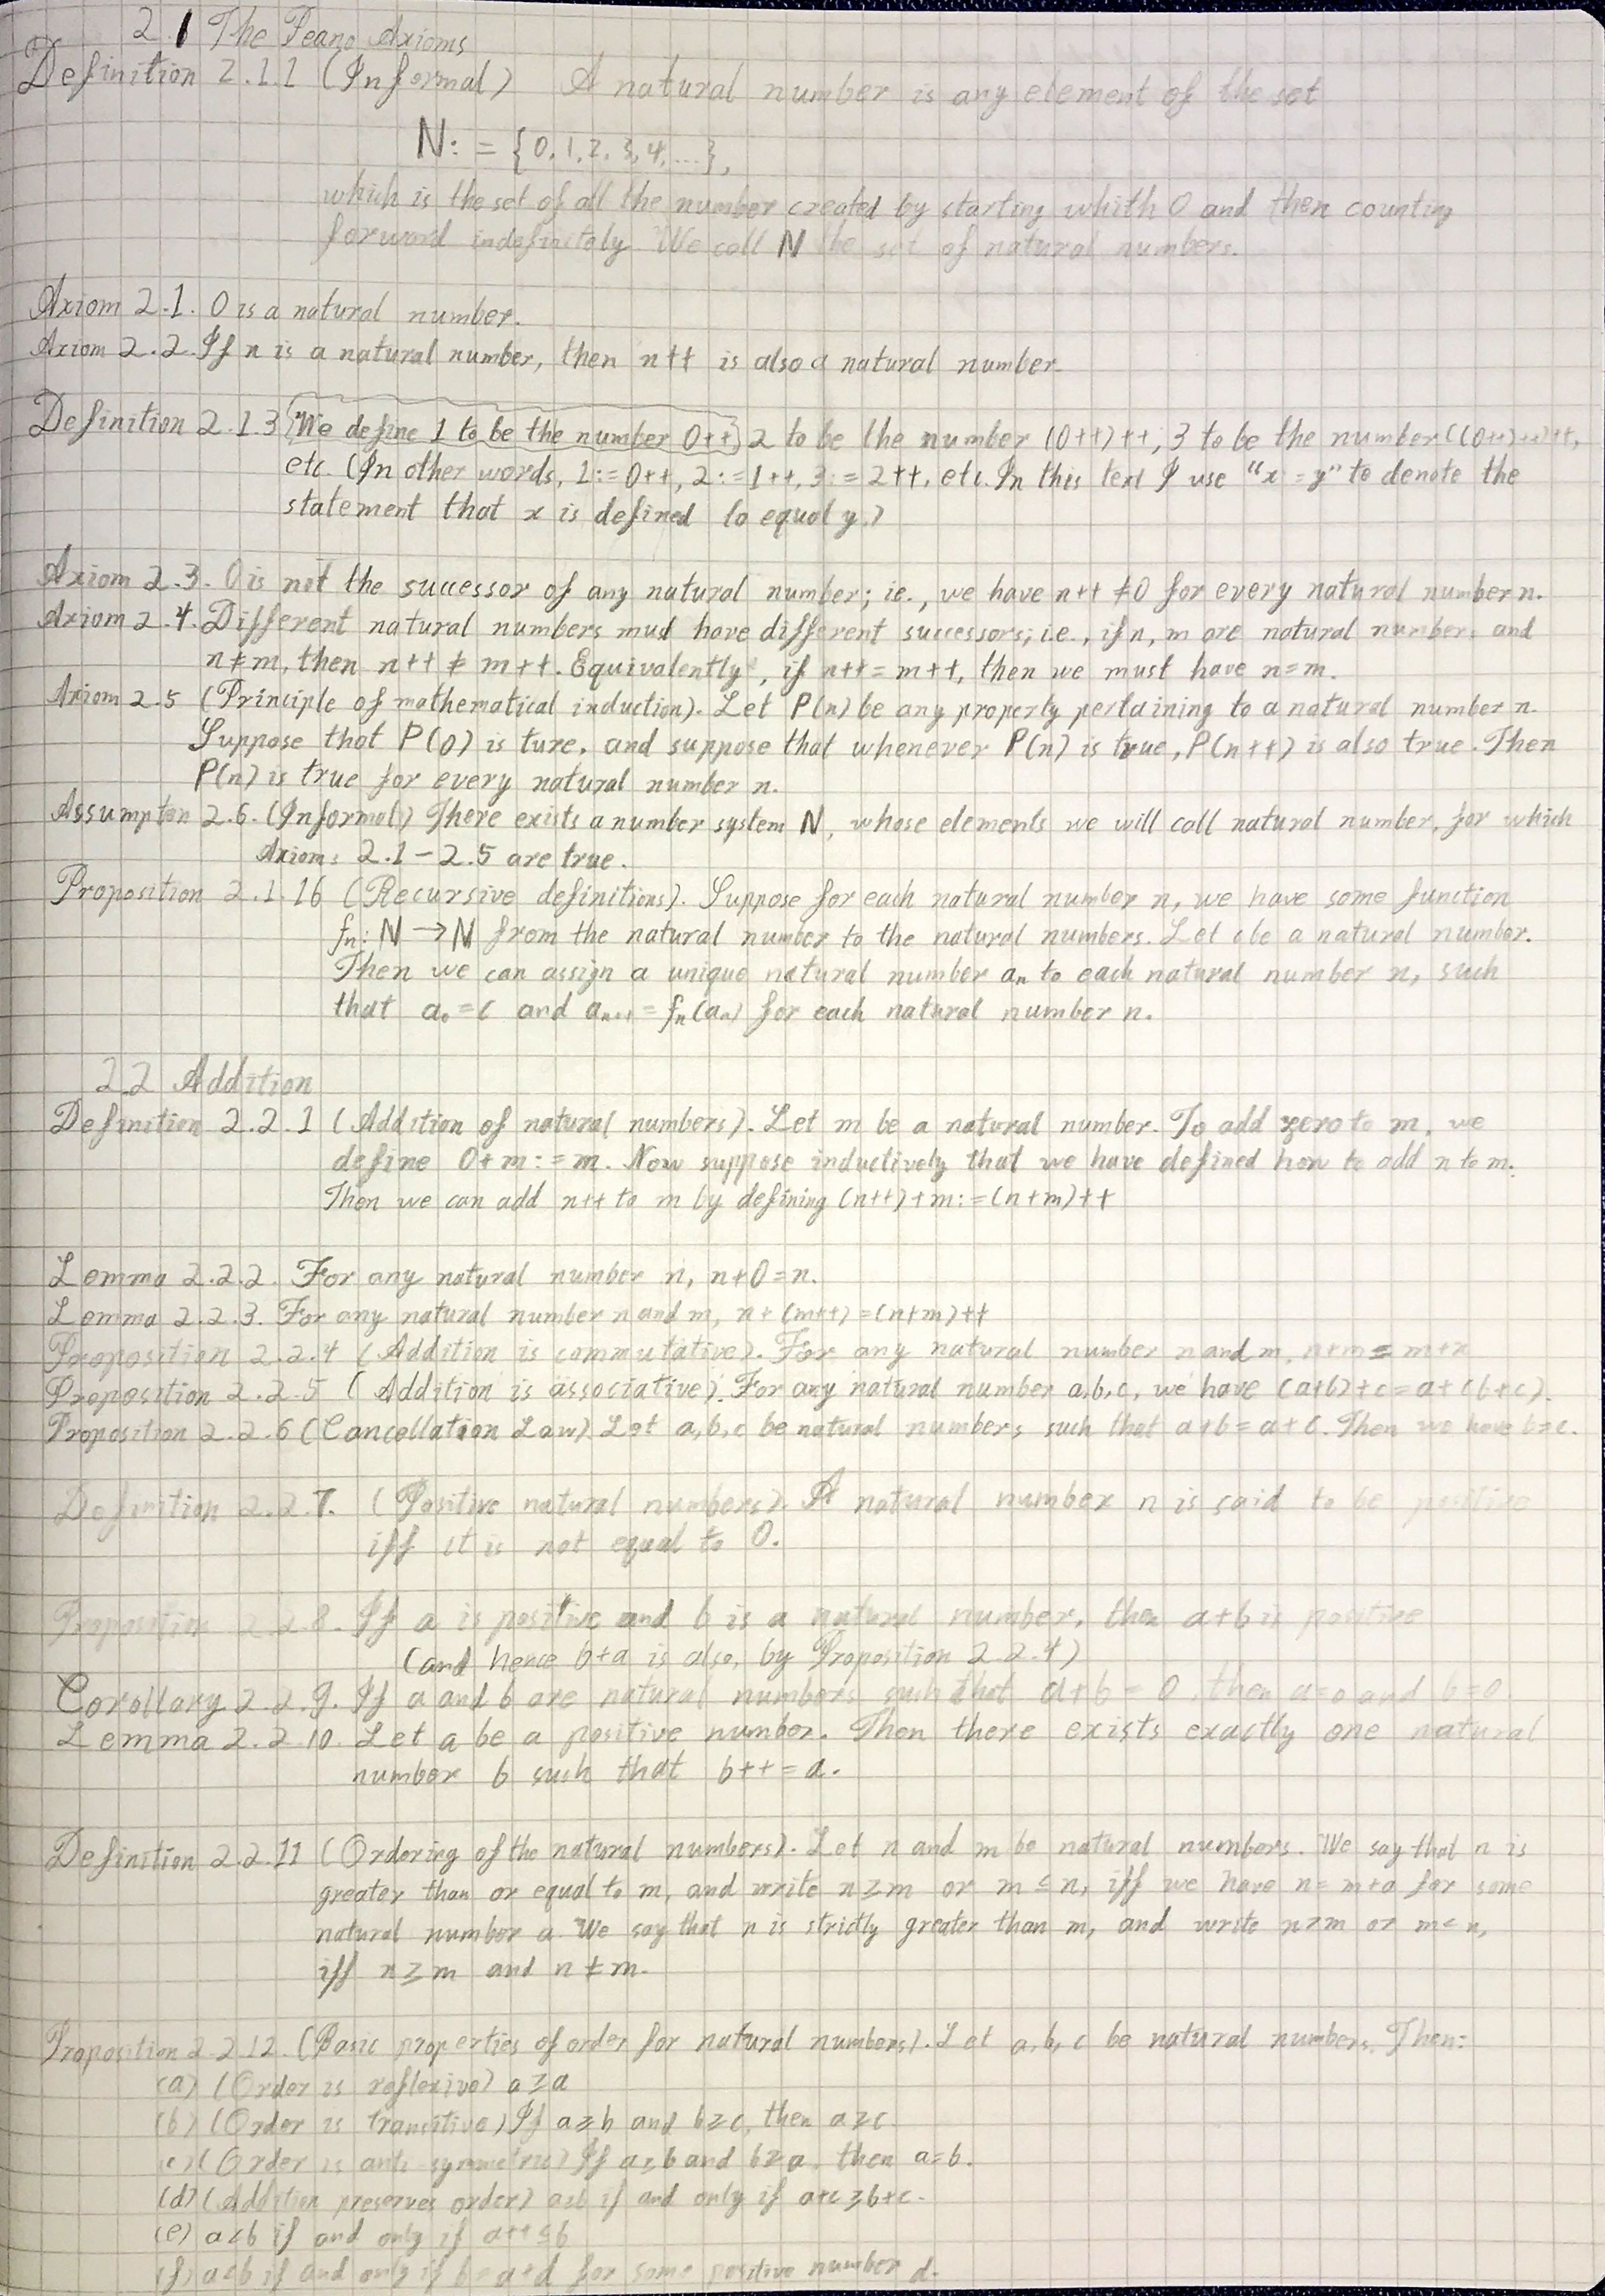 2.1 The Peano Axioms
Definition 2.1.1 (Informal) A natural number is any element of the set
N: = {0,1,2,3,4,...},
which is the set of all the number created by starting whith 0 and then counting
forword indefinitely. We call N the set of natural numbers.
Axiom 2.1. 0 is a natural number.
Axiom 2.2 If n is a natural number, then n++ is also a natural number.
Definition 2.1.3 We define 1 to be the number 0++, 2 to be the number (0++)++, 3 to be the number ((0++)++)++,
etc. (In other words, 1:=0++, 2:=1++, 3:=2++, etc. In this text I use “x:=y” to denote the
statement that x is defined to equal y.)
Axiom 2.3. 0 is not the successor of any natural number; ie., we have n++ ≠0 for every natural number n.
Axiom 2.4. Different natural numbers must have different successors; i.e., if n, m are natural numbers and
n≠m, then n++ ≠ m++. Equivalently, if n++=m++, then we must have n=m.
Axiom 2.5 (Principle of mathematical induction). Let P(n) be any property pertaining to a natural number n.
Suppose that P(0) is ture, and suppose that whenever P(n) is true, P(n++) is also true. Then
P(n) is true for every natural number n.
Assumpton 2.6. (Informal) There exists a number system N, whose elements we will call natural number, for which
Axioms 2.1-2.5 are true.
Proposition 2.1.16 (Recursive definitions). Suppose for each natural number n, we have some function
fₙ: N → N from the natural number to the natural numbers. Let c be a natural number.
Then we can assign a unique natural number aₙ to each natural number n, such
that a₀=c and aₙ₊₊=fₙ(aₙ) for each natural number n.
2.2 Addition
Definition 2.2.1 (Addition of natural numbers). Let m be a natural number. To add zero to m, we
define 0+m:=m. Now suppose inductively that we have defined how to add n to m.
Then we can add n++ to m by defining (n++)+m:=(n+m)++
Lemma 2.2.2. For any natural number n, n+0=n.
Lemma 2.2.3. For any natural number n and m, n+(m++)=(n+m)++
Proposition 2.2.4 (Addition is commutative). For any natural number n and m, n+m=m+n
Proposition 2.2.5 (Addition is associative). For any natural number a,b,c, we have (a+b)+c=a+(b+c).
Proposition 2.2.6 (Cancellation Law) Let a,b,c be natural numbers such that a+b=a+c. Then we have b=c.
Definition 2.2.7. (Positive natural numbers). A natural number n is said to be positive
iff it is not equal to 0.
Proposition 2.2.8. If a is positive and b is a natural number, then a+b is positive
(and hence b+a is also, by Proposition 2.2.4)
Corollary 2.2.9. If a and b are natural numbers such that a+b=0, then a=0 and b=0.
Lemma 2.2.10. Let a be a positive number. Then there exists exactly one natural
number b such that b++=a.
Definition 2.2.11 (Ordering of the natural numbers). Let n and m be natural numbers. We say that n is
greater than or equal to m, and write n≥m or m≤n, iff we have n=m+a for some
natural number a. We say that n is strictly greater than m, and write n>m or m<n,
iff n≥m and n≠m.
Proposition 2.2.12. (Basic properties of order for natural numbers). Let a,b,c be natural numbers. Then:
(a) (Order is reflexive) a≥a
(b) (Order is transitive) If a≥b and b≥c, then a≥c.
(c) (Order is anti-symmetric) If a≥b and b≥a, then a=b.
(d) (Addition preserves order) a≥b if and only if a+c≥b+c.
(e) a<b if and only if a++≤b
(f) a<b if and only if b=a+d for some positive number d.